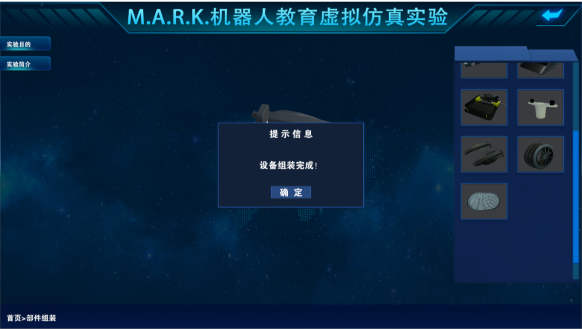 M.A.R.K.机器人教育虚拟仿真实验
实验目的
实验简介
提示信息
设备组装完成!
确定
首页>部件组装